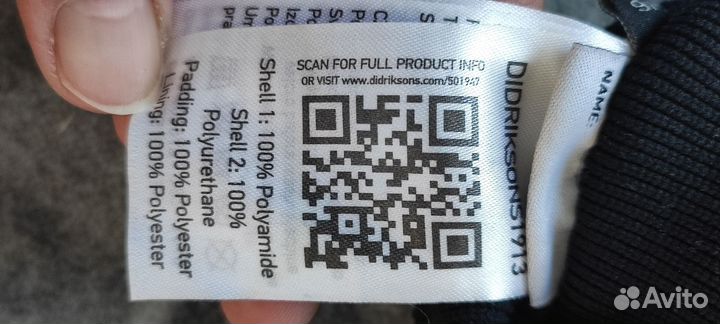 SCAN FOR FULL PRODUCT INFO
OR VISIT www.didriksons.com/501947
DIDRIKSONS1913
NAME:
Shell 1: 100% Polyamide
Shell 2: 100%
Polyurethane
Padding: 100% Polyester
Lining: 100% Polyester
Avito